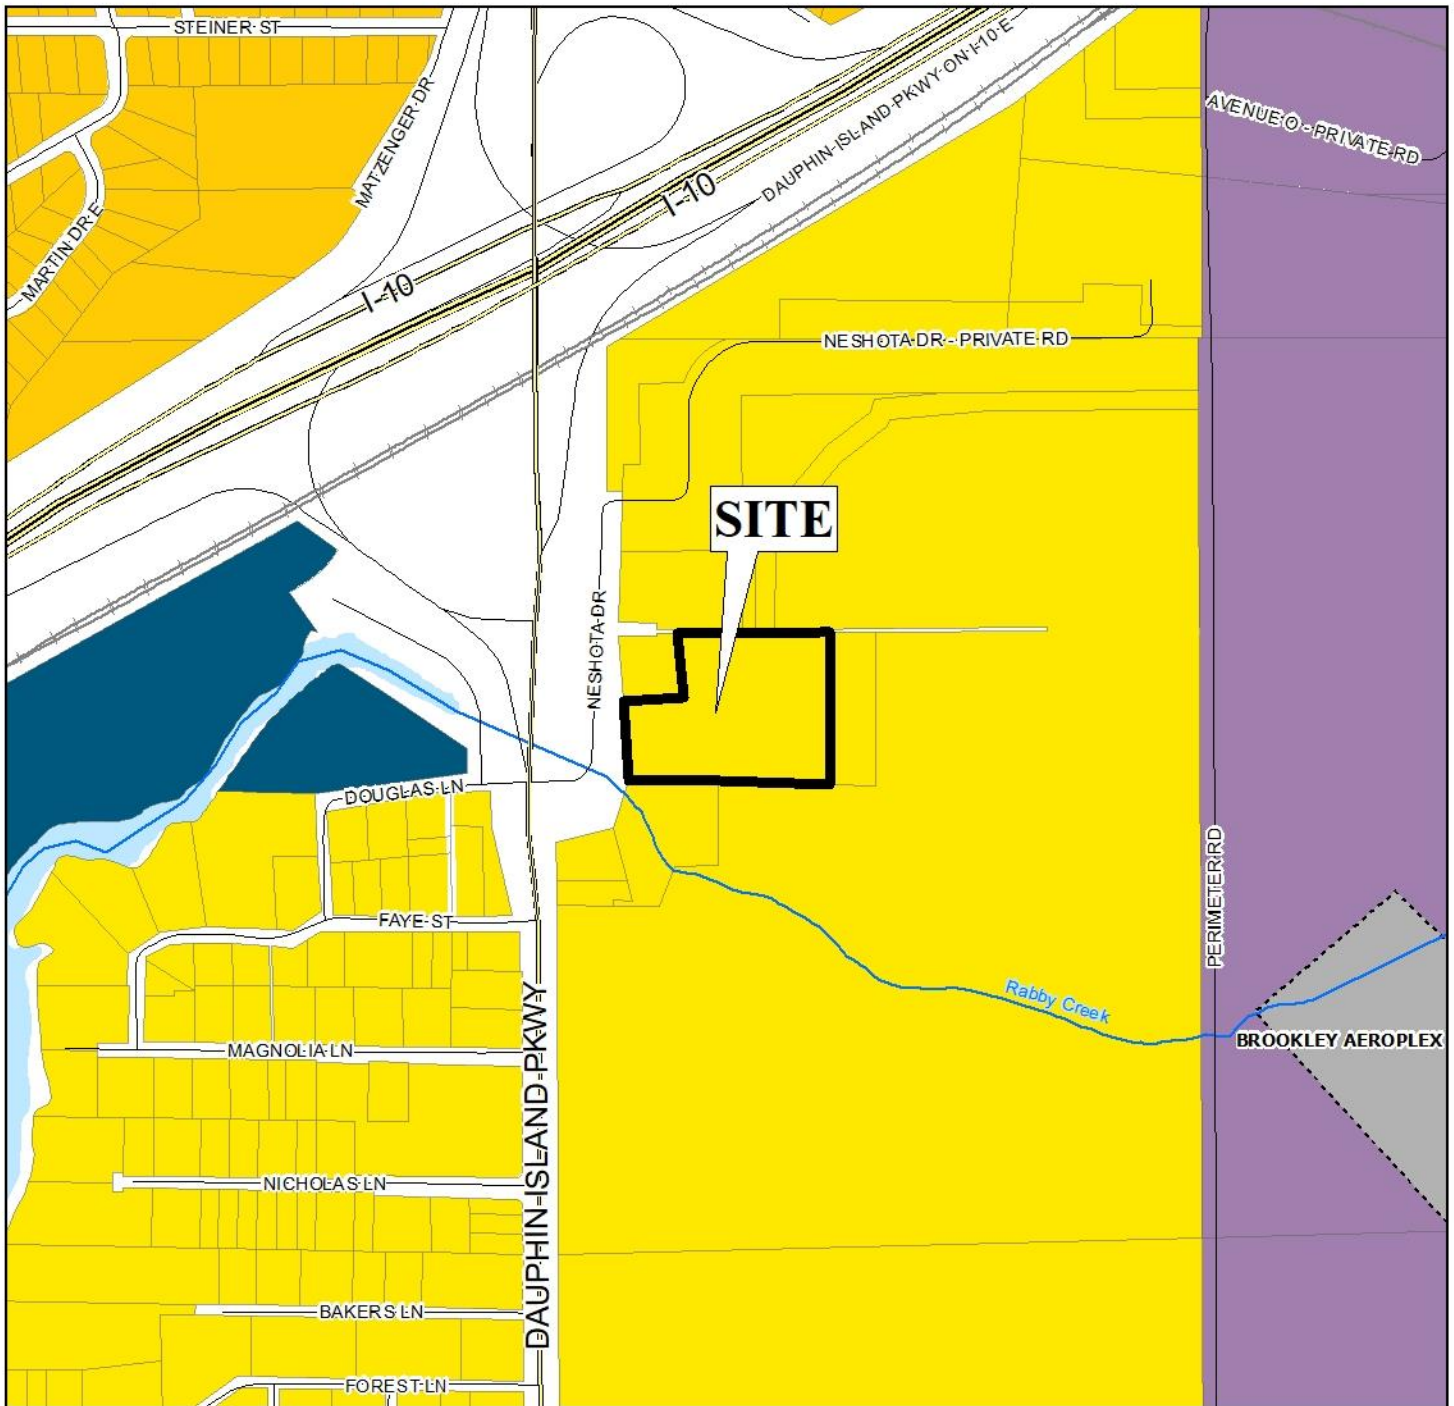 STEINER ST
DAUPHIN ISLAND PKWY ON I-10 E
MATZENGER DR
AVENUE O - PRIVATE RD
I-10
MARTIN DR E
I-10
NESHOTA DR - PRIVATE RD
SITE
NESHOTA DR
DOUGLAS LN
PERIMETER RD
FAYE ST
Rabby Creek
BROOKLEY AEROPLEX
MAGNOLIA LN
DAUPHIN ISLAND PKWY
NICHOLAS LN
BAKERS LN
FOREST LN